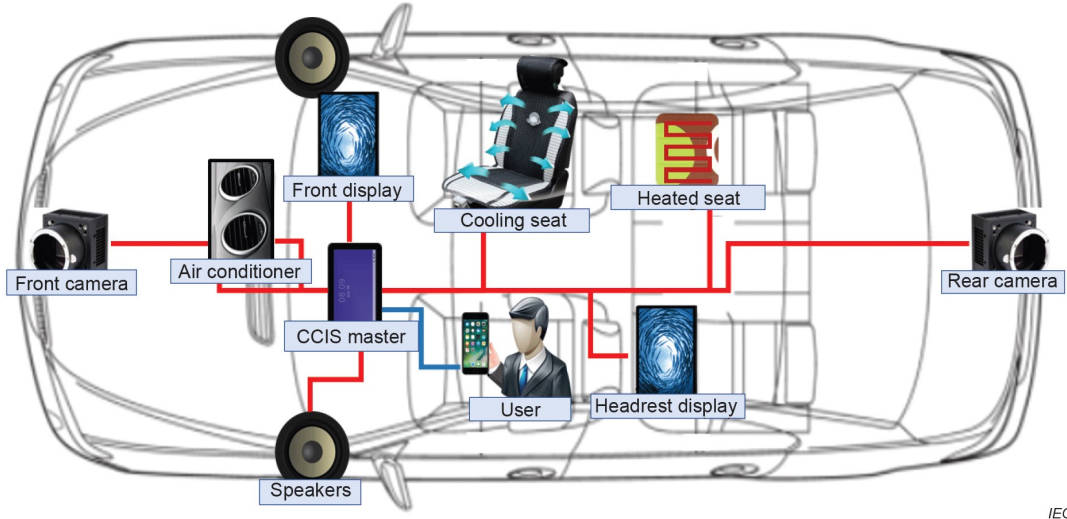 Front display
Cooling seat
Heated seat
Air conditioner
Front camera
Rear camera
CCIS master
User
Headrest display
Speakers